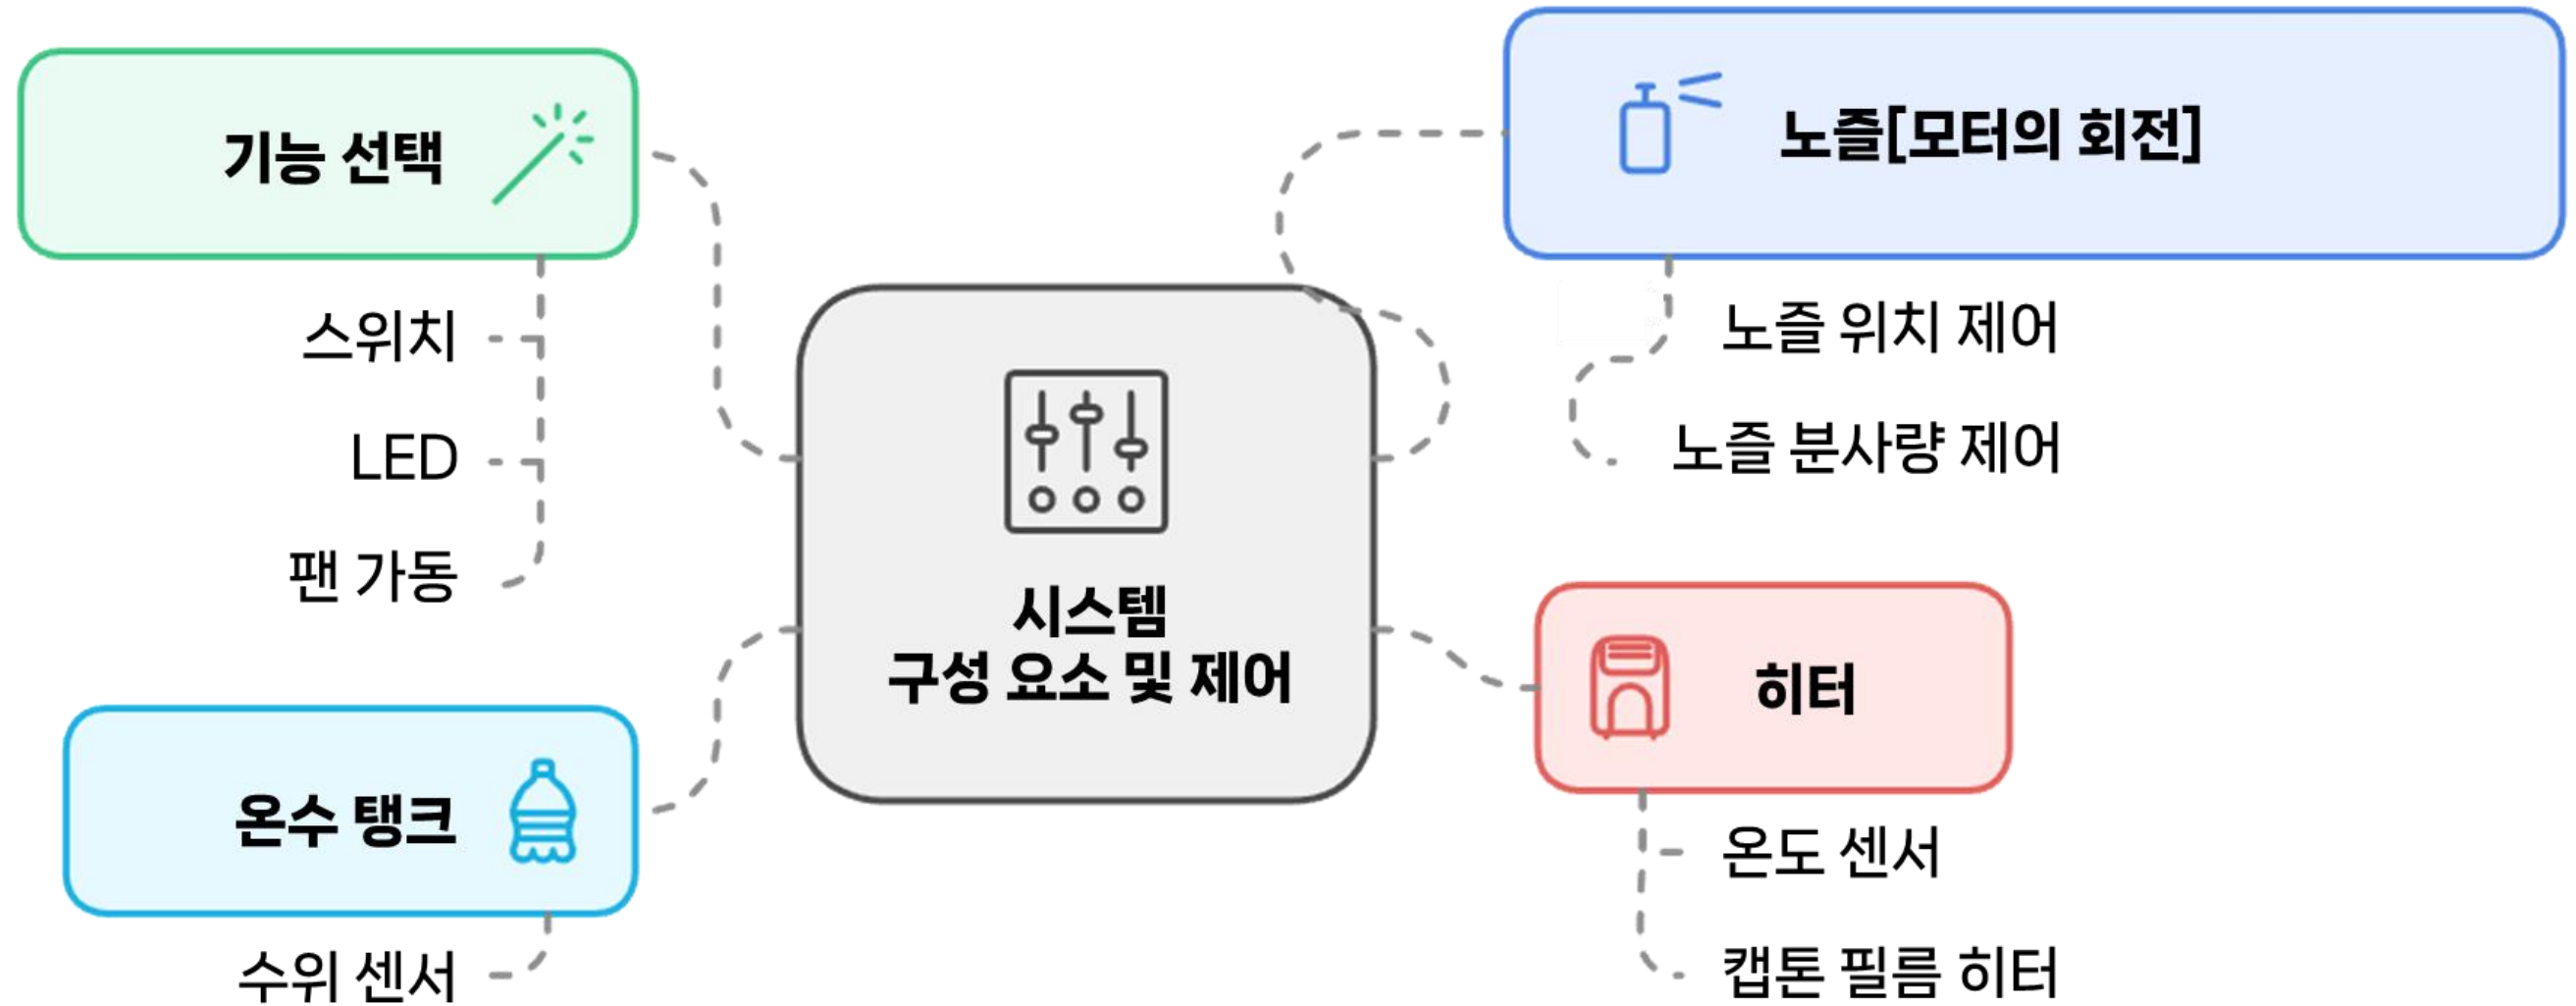 기능 선택
스위치
LED
팬 가동
온수 탱크
수위 센서
시스템
구성 요소 및 제어
노즐[모터의 회전]
노즐 위치 제어
노즐 분사량 제어
히터
온도 센서
캡톤 필름 히터